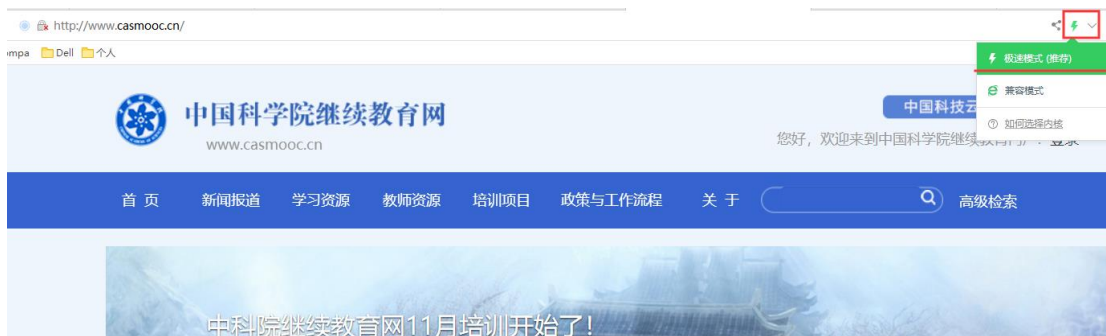 http://www.casmooc.cn/
ompa Dell 个人
极速模式 (推荐)
兼容模式
如何选择内核
中国科学院继续教育网
www.casmooc.cn
中国科技云
您好，欢迎来到中国科学院继续教育网
登录
首 页 新闻报道 学习资源 教师资源 培训项目 政策与工作流程 关 于 高级检索
中科院继续教育网11月培训开始了!